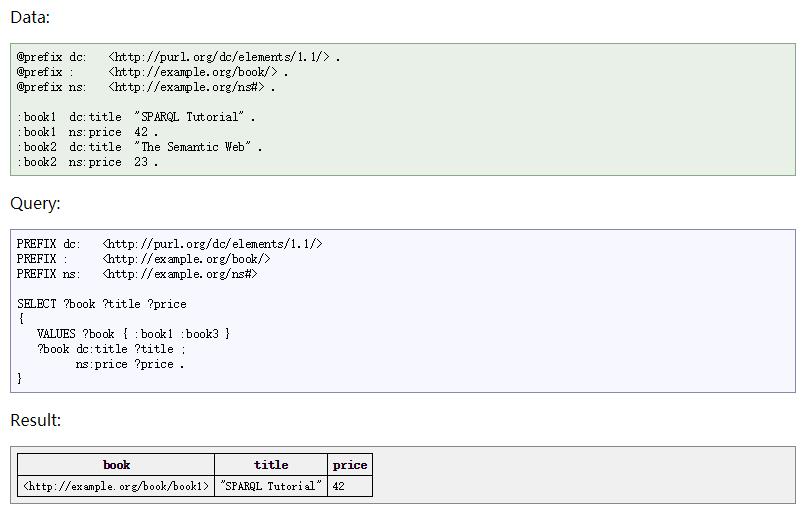 Data:
@prefix dc:   <http://purl.org/dc/elements/1.1/> .
@prefix :     <http://example.org/book/> .
@prefix ns:   <http://example.org/ns#> .
:book1  dc:title  "SPARQL Tutorial" .
:book1  ns:price  42 .
:book2  dc:title  "The Semantic Web" .
:book2  ns:price  23 .
Query:
PREFIX dc:   <http://purl.org/dc/elements/1.1/>
PREFIX :     <http://example.org/book/>
PREFIX ns:   <http://example.org/ns#>
SELECT ?book ?title ?price
{
   VALUES ?book { :book1 :book3 }
   ?book dc:title ?title ;
         ns:price ?price .
}
Result:
book title price
<http://example.org/book/book1> "SPARQL Tutorial" 42